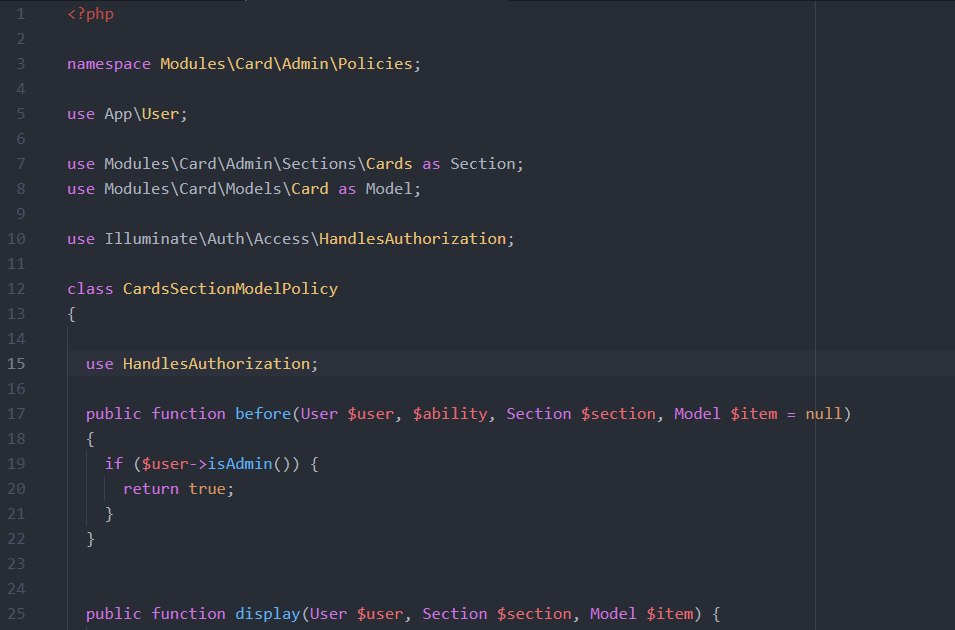 1 <?php
2
3 namespace Modules\Card\Admin\Policies;
4
5 use App\User;
6
7 use Modules\Card\Admin\Sections\Cards as Section;
8 use Modules\Card\Models\Card as Model;
9
10 use Illuminate\Auth\Access\HandlesAuthorization;
11
12 class CardsSectionModelPolicy
13 {
14
15 use HandlesAuthorization;
16
17 public function before(User $user, $ability, Section $section, Model $item = null)
18 {
19 if ($user->isAdmin()) {
20 return true;
21 }
22 }
23
24
25 public function display(User $user, Section $section, Model $item) {